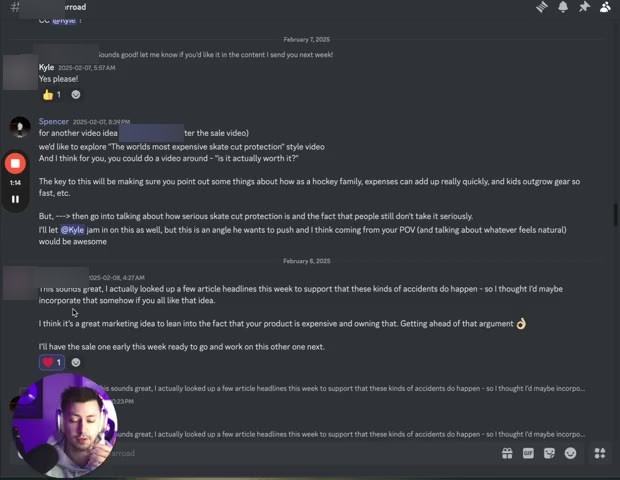 #
arroad
CC @Kyle !
February 7, 2025
Sounds good! let me know if you'd like it in the content I send you next week!
Kyle 2025-02-07, 5:57 AM
Yes please!
👍 1
Spencer 2025-02-07, 8:39 PM
for another video idea ter the sale video)
we'd like to explore "The worlds most expensive skate cut protection" style video
And I think for you, you could do a video around - "is it actually worth it?"
The key to this will be making sure you point out some things about how as a hockey family, expenses can add up really quickly, and kids outgrow gear so
fast, etc.
But, ---> then go into talking about how serious skate cut protection is and the fact that people still don't take it seriously.
I'll let @Kyle jam in on this as well, but this is an angle he wants to push and I think coming from your POV (and talking about whatever feels natural)
would be awesome
February 8, 2025
2025-02-08, 4:27 AM
This sounds great, I actually looked up a few article headlines this week to support that these kinds of accidents do happen - so I thought I'd maybe
incorporate that somehow if you all like that idea.
I think it's a great marketing idea to lean into the fact that your product is expensive and owning that. Getting ahead of that argument 👌
I'll have the sale one early this week ready to go and work on this other one next.
❤️ 1
1:14
his sounds great, I actually looked up a few article headlines this week to support that these kinds of accidents do happen - so I thought I'd maybe incorpo...
0:23 PM
ounds great, I actually looked up a few article headlines this week to support that these kinds of accidents do happen - so I thought I'd maybe incorpo...
arroad
GIF